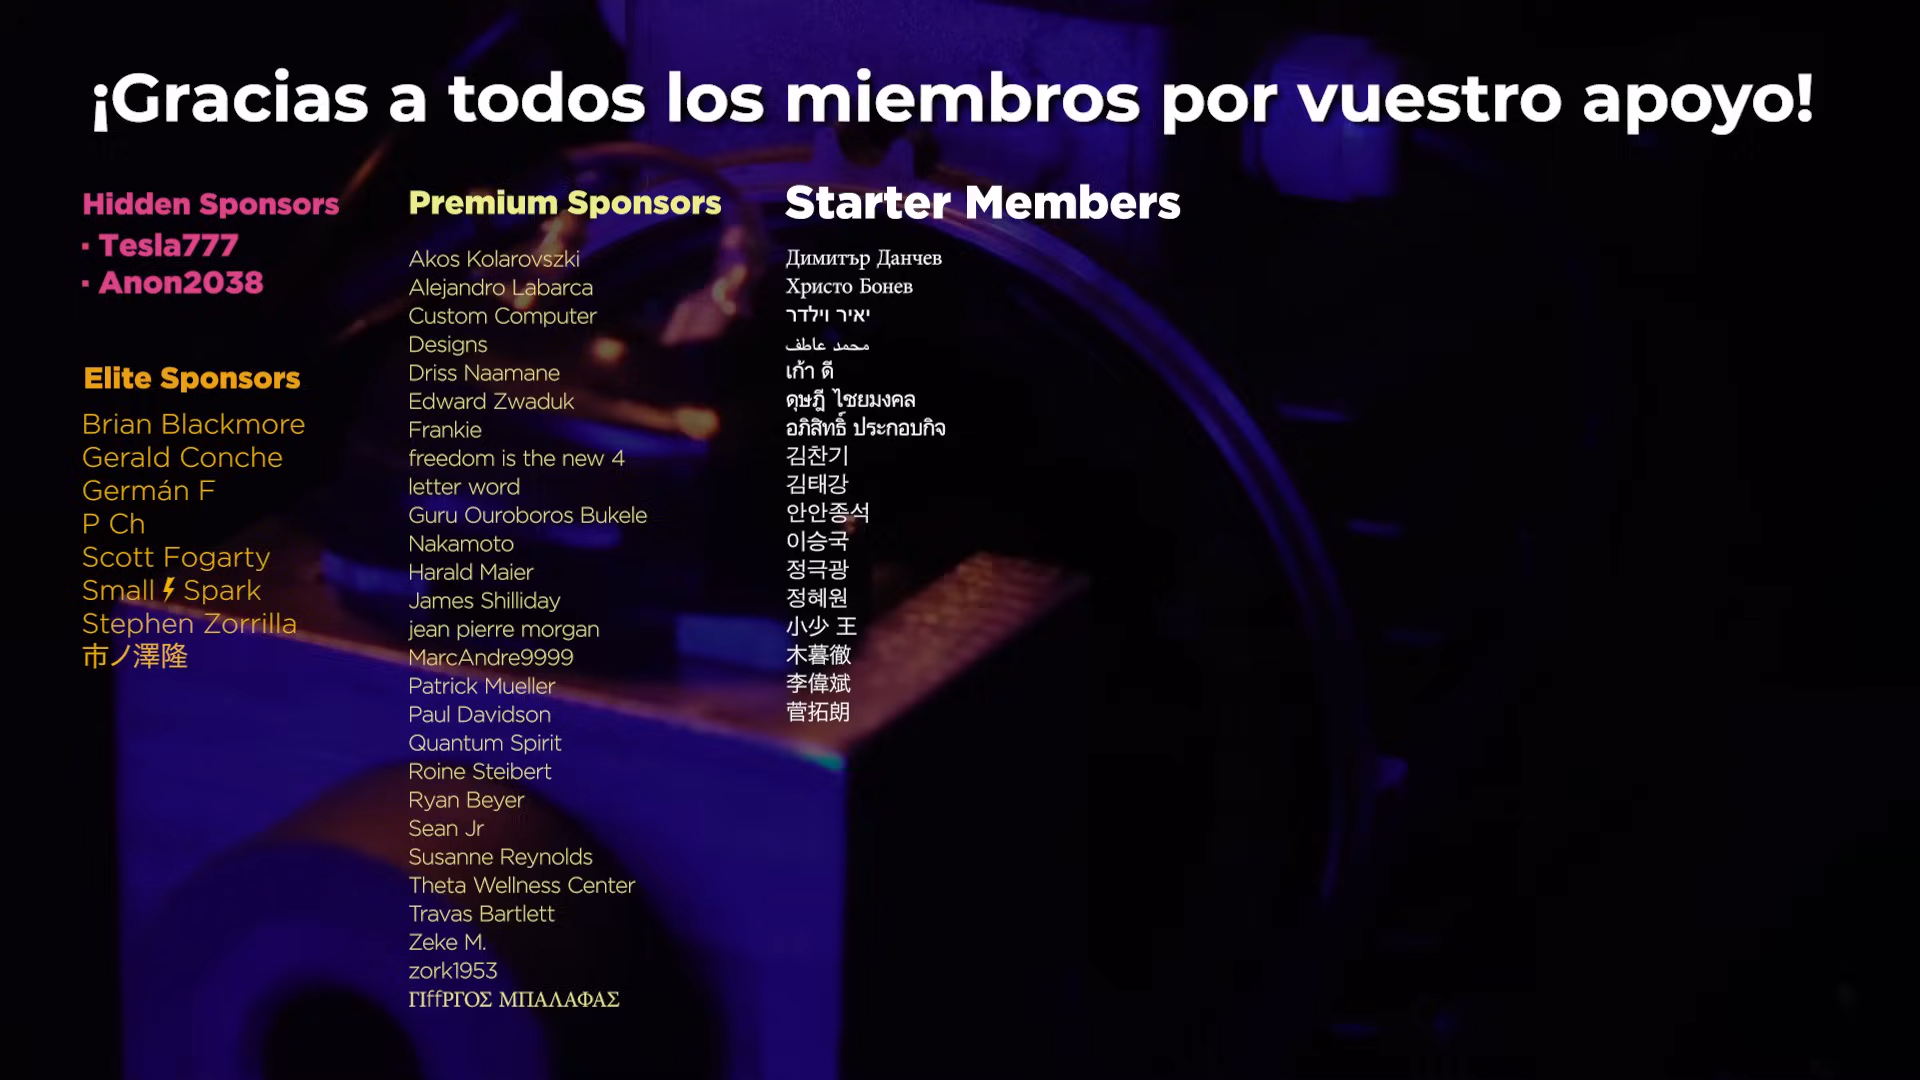 ¡Gracias a todos los miembros por vuestro apoyo!
Hidden Sponsors
· Tesla777
· Anon2038
Elite Sponsors
Brian Blackmore
Gerald Conche
Germán F
P Ch
Scott Fogarty
Small⚡Spark
Stephen Zorrilla
市ノ澤隆
Premium Sponsors
Akos Kolarovszki
Alejandro Labarca
Custom Computer
Designs
Driss Naamane
Edward Zwaduk
Frankie
freedom is the new 4
letter word
Guru Ouroboros Bukele
Nakamoto
Harald Maier
James Shilliday
jean pierre morgan
MarcAndre9999
Patrick Mueller
Paul Davidson
Quantum Spirit
Roine Steibert
Ryan Beyer
Sean Jr
Susanne Reynolds
Theta Wellness Center
Travas Bartlett
Zeke M.
zork1953
ΓΙffΡΓΟΣ ΜΠΑΛΑΦΑΣ
Starter Members
Димитър Данчев
Христо Бонев
יאיר וילדר
محمد عاطف
เก้า ดี
ดุษฎี ไชยมงคล
อภิสิทธิ์ ประกอบกิจ
김찬기
김태강
안안종석
이승국
정극광
정혜원
小少 王
木暮徹
李偉斌
菅拓朗